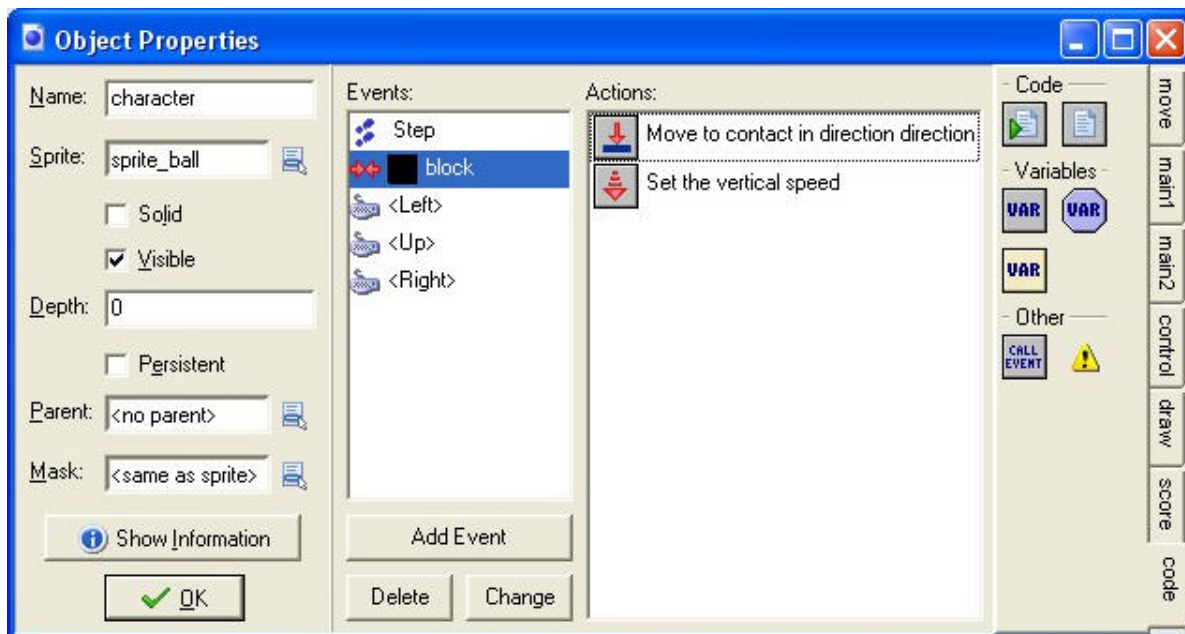 Object Properties
Name: character
Sprite: sprite_ball
Solid
Visible
Depth: 0
Persistent
Parent: <no parent>
Mask: <same as sprite>
Show Information
OK
Events:
Step
block
<Left>
<Up>
<Right>
Add Event
Delete Change
Actions:
Move to contact in direction direction
Set the vertical speed
Code
Variables
VAR VAR
VAR
Other
CALL
EVENT
move
main1
main2
control
draw
score
code